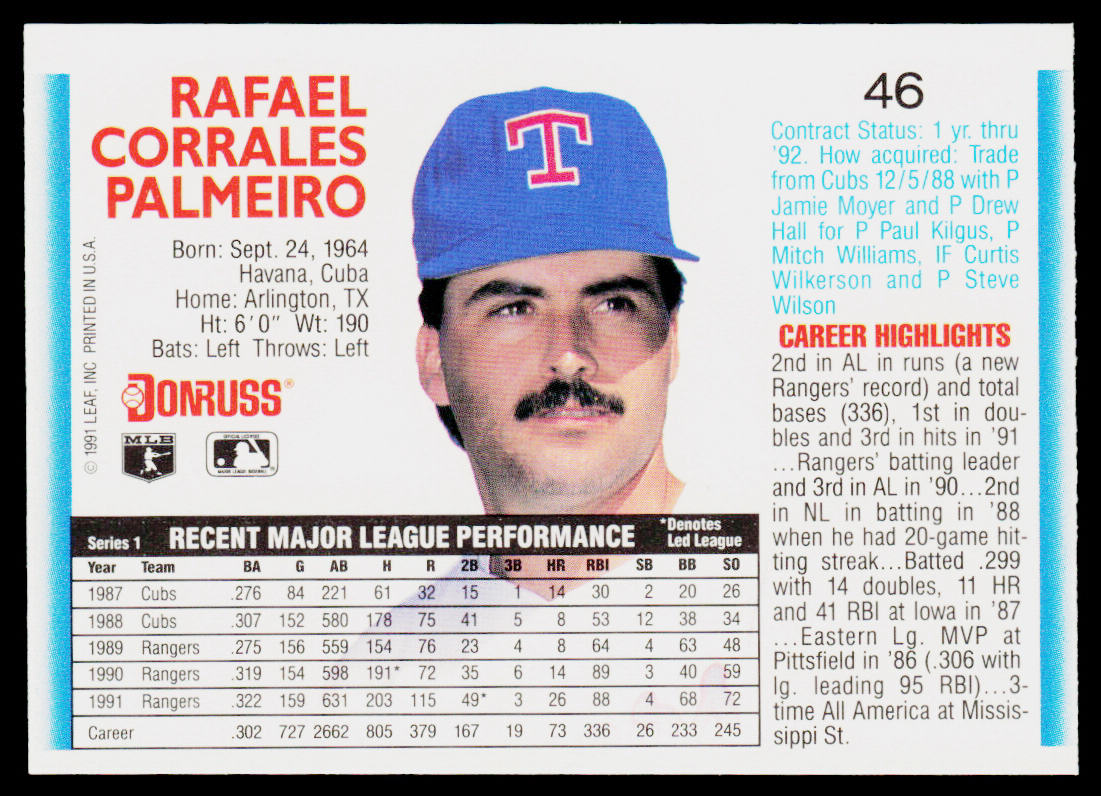 RAFAEL
CORRALES
PALMEIRO
Born: Sept. 24, 1964
Havana, Cuba
Home: Arlington, TX
Ht: 6'0" Wt: 190
Bats: Left Throws: Left
DONRUSS®
MLB
OFFICIAL LICENSEE
MAJOR LEAGUE BASEBALL
© 1991 LEAF, INC PRINTED IN U.S.A.
T
46
Contract Status: 1 yr. thru
'92. How acquired: Trade
from Cubs 12/5/88 with P
Jamie Moyer and P Drew
Hall for P Paul Kilgus, P
Mitch Williams, IF Curtis
Wilkerson and P Steve
Wilson
CAREER HIGHLIGHTS
2nd in AL in runs (a new
Rangers' record) and total
bases (336), 1st in dou-
bles and 3rd in hits in '91
...Rangers' batting leader
and 3rd in AL in '90...2nd
in NL in batting in '88
when he had 20-game hit-
ting streak...Batted .299
with 14 doubles, 11 HR
and 41 RBI at Iowa in '87
...Eastern Lg. MVP at
Pittsfield in '86 (.306 with
lg. leading 95 RBI)...3-
time All America at Missis-
sippi St.
Series 1 RECENT MAJOR LEAGUE PERFORMANCE *Denotes
Led League
Year Team BA G AB H R 2B 3B HR RBI SB BB SO
1987 Cubs .276 84 221 61 32 15 1 14 30 2 20 26
1988 Cubs .307 152 580 178 75 41 5 8 53 12 38 34
1989 Rangers .275 156 559 154 76 23 4 8 64 4 63 48
1990 Rangers .319 154 598 191* 72 35 6 14 89 3 40 59
1991 Rangers .322 159 631 203 115 49* 3 26 88 4 68 72
Career .302 727 2662 805 379 167 19 73 336 26 233 245